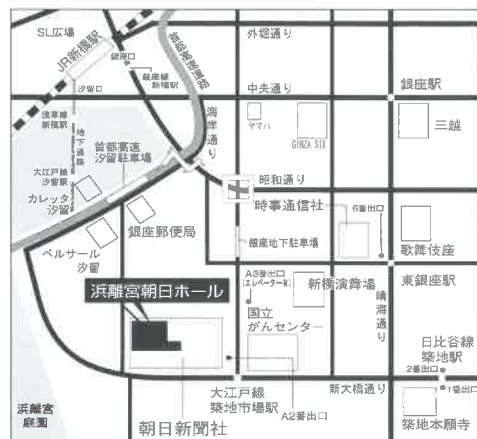 SL広場
JR新橋駅
銀座口
銀座線
新橋駅
汐留口
外堀通り
中央通り
銀座駅
浅草線
新橋駅
地下通路
海岸通り
ヤマハ
GINZA SIX
三越
首都高速
汐留駐車場
大江戸線
汐留駅
カレッタ
汐留
昭和通り
時事通信社
6番出口
銀座郵便局
銀座地下駐車場
歌舞伎座
ベルサール
汐留
浜離宮朝日ホール
A3番出口
(エレベーター有)
新橋演舞場
晴海通り
東銀座駅
国立
がんセンター
日比谷線
築地駅
2番出口
新大橋通り
1番出口
大江戸線
築地市場駅
A2番出口
築地本願寺
浜離宮
庭園
朝日新聞社